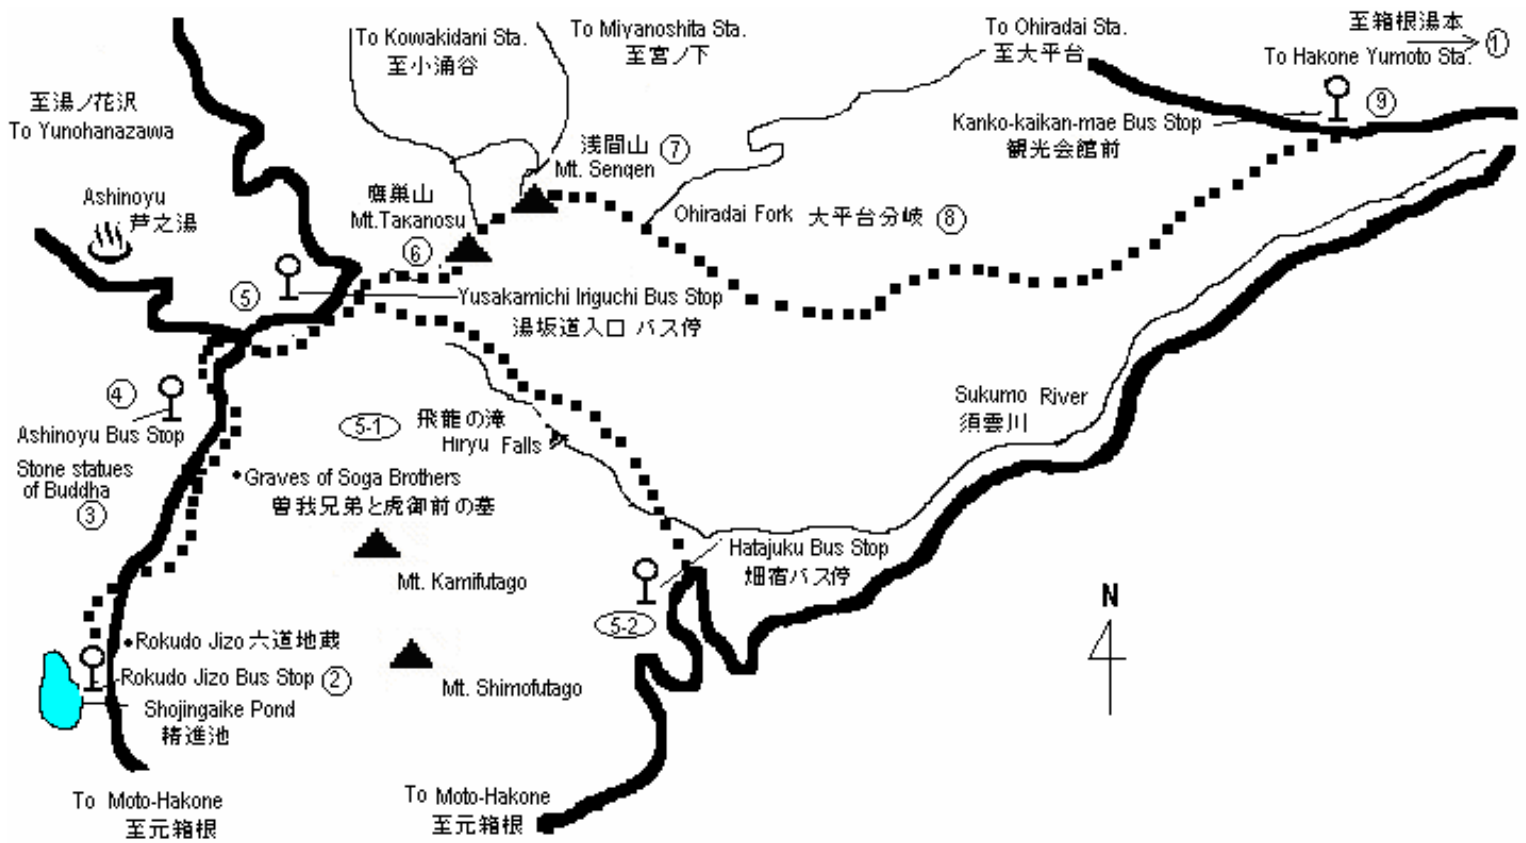 To Kowakidani Sta.
至小涌谷
To Miyanoshita Sta.
至宮ノ下
To Ohiradai Sta.
至大平台
至箱根湯本
To Hakone Yumoto Sta.
①
至湯ノ花沢
To Yunohanazawa
Kanko-kaikan-mae Bus Stop
観光会館前
⑨
浅間山
Mt. Sengen
⑦
Ashinoyu
芦之湯
鷹巣山
Mt.Takanosu
⑥
Ohiradai Fork 大平台分岐 ⑧
⑤
Yusakamichi Iriguchi Bus Stop
湯坂道入口 バス停
④
Ashinoyu Bus Stop
Sukumo River
須雲川
5-1
飛龍の滝
Hiryu Falls
Stone statues
of Buddha
③
Graves of Soga Brothers
曽我兄弟と虎御前の墓
Mt. Kamifutago
Hatajuku Bus Stop
畑宿バス停
5-2
N
Rokudo Jizo 六道地蔵
Rokudo Jizo Bus Stop ②
Mt. Shimofutago
Shojingaike Pond
精進池
To Moto-Hakone
至元箱根
To Moto-Hakone
至元箱根